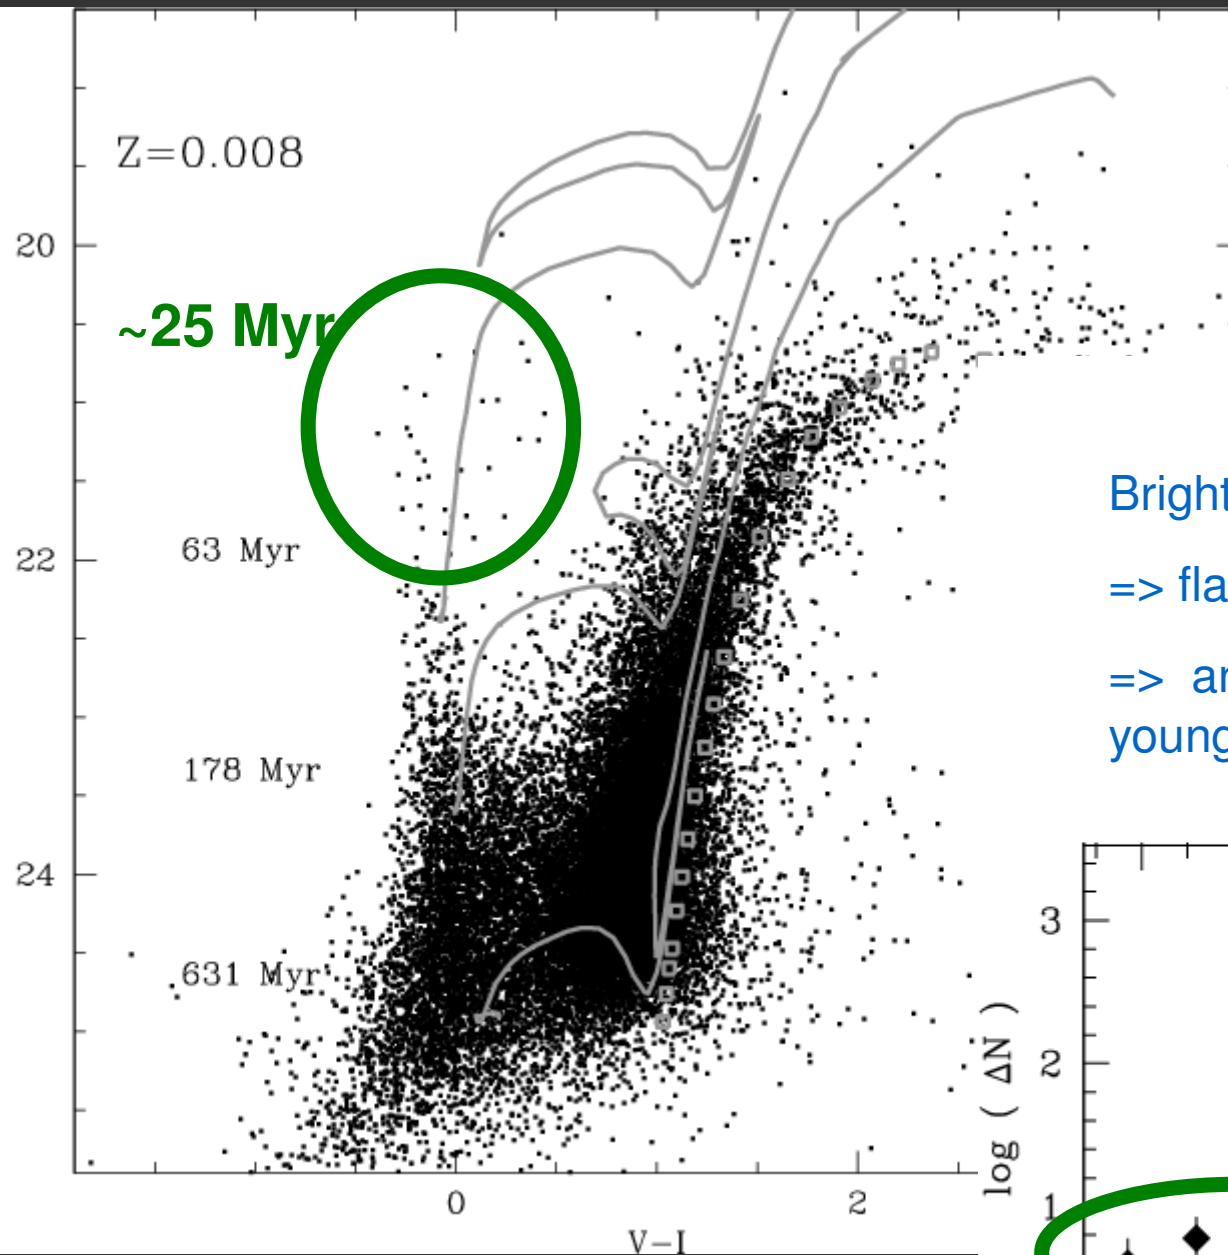 Z=0.008
20
~25 Myr
Bright
63 Myr
22
=> fla
=> ar
young
178 Myr
24
3
631 Myr
2
log ( ΔN )
1
0
2
V-I